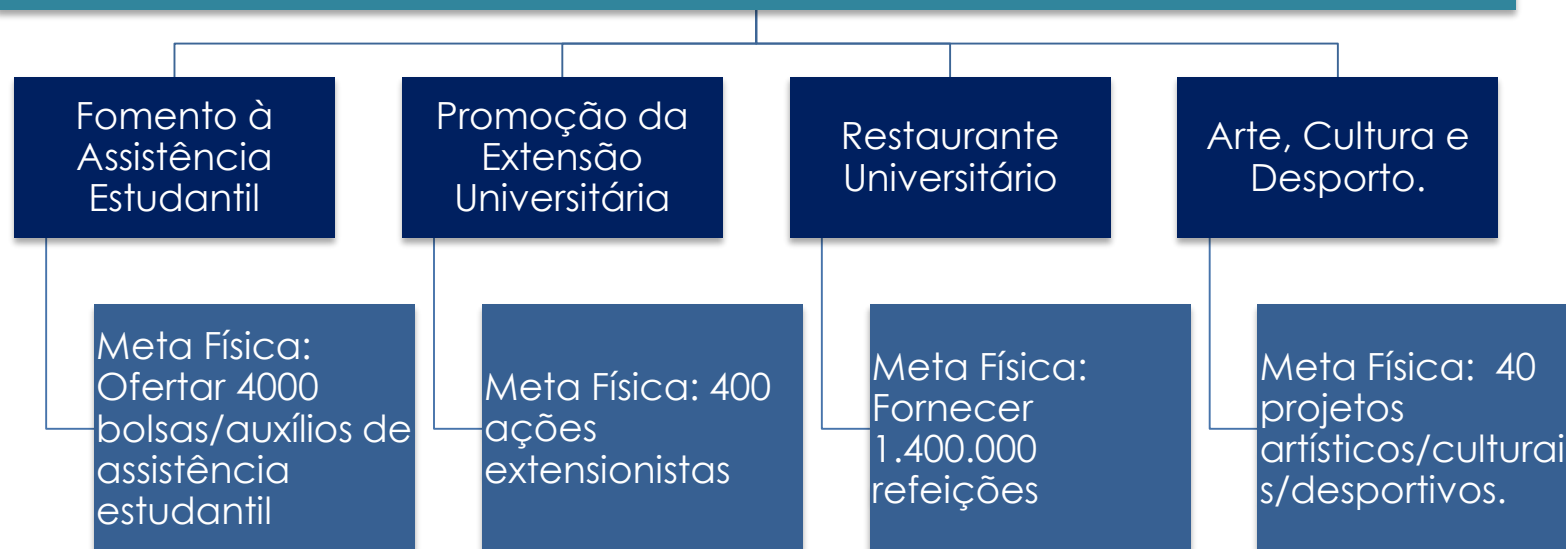 Fomento à
Assistência
Estudantil
Promoção da
Extensão
Universitária
Restaurante
Universitário
Arte, Cultura e
Desporto.
Meta Física:
Ofertar 4000
bolsas/auxílios de
assistência
estudantil
Meta Física: 400
ações
extensionistas
Meta Física:
Fornecer
1.400.000
refeições
Meta Física:  40
projetos
artísticos/culturai
s/desportivos.